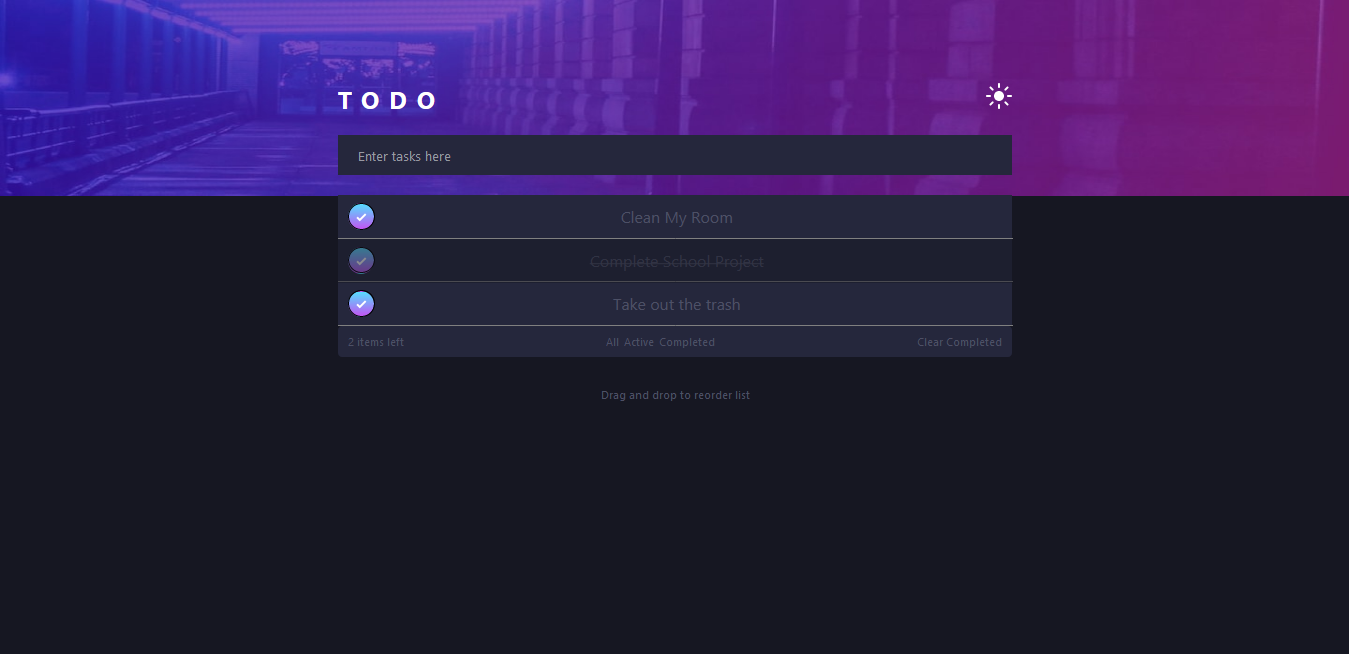 TODO
Enter tasks here
Clean My Room
Complete School Project
Take out the trash
2 items left All Active Completed Clear Completed
Drag and drop to reorder list